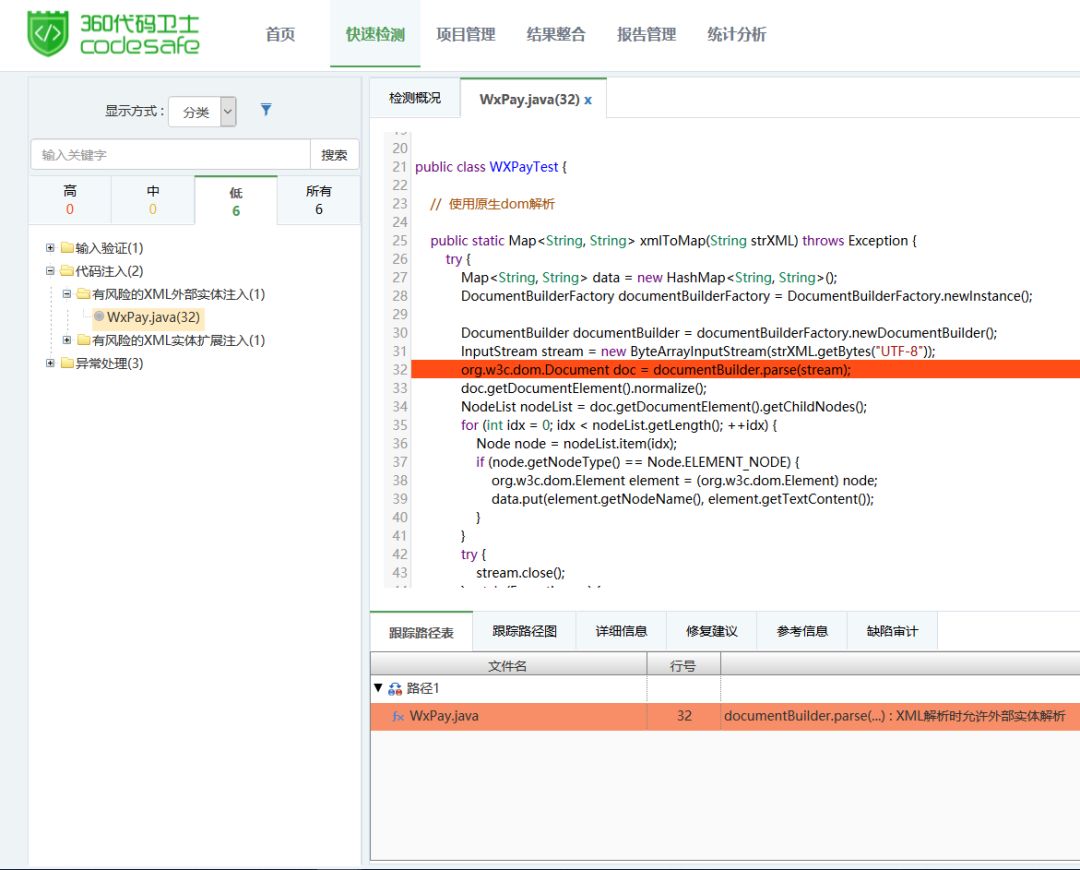 360代码卫士
codesafe
首页 快速检测 项目管理 结果整合 报告管理 统计分析
显示方式： 分类
输入关键字 搜索
高 中 低 所有
0 0 6 6
输入验证(1)
代码注入(2)
有风险的XML外部实体注入(1)
WxPay.java(32)
有风险的XML实体扩展注入(1)
异常处理(3)
检测概况 WxPay.java(32) x
20
21 public class WXPayTest {
22
23 // 使用原生dom解析
24
25 public static Map<String, String> xmlToMap(String strXML) throws Exception {
26 try {
27 Map<String, String> data = new HashMap<String, String>();
28 DocumentBuilderFactory documentBuilderFactory = DocumentBuilderFactory.newInstance();
29
30 DocumentBuilder documentBuilder = documentBuilderFactory.newDocumentBuilder();
31 InputStream stream = new ByteArrayInputStream(strXML.getBytes("UTF-8"));
32 org.w3c.dom.Document doc = documentBuilder.parse(stream);
33 doc.getDocumentElement().normalize();
34 NodeList nodeList = doc.getDocumentElement().getChildNodes();
35 for (int idx = 0; idx < nodeList.getLength(); ++idx) {
36 Node node = nodeList.item(idx);
37 if (node.getNodeType() == Node.ELEMENT_NODE) {
38 org.w3c.dom.Element element = (org.w3c.dom.Element) node;
39 data.put(element.getNodeName(), element.getTextContent());
40 }
41 }
42 try {
43 stream.close();
跟踪路径表 跟踪路径图 详细信息 修复建议 参考信息 缺陷审计
文件名 行号
路径1
fx WxPay.java 32 documentBuilder.parse(...) : XML解析时允许外部实体解析